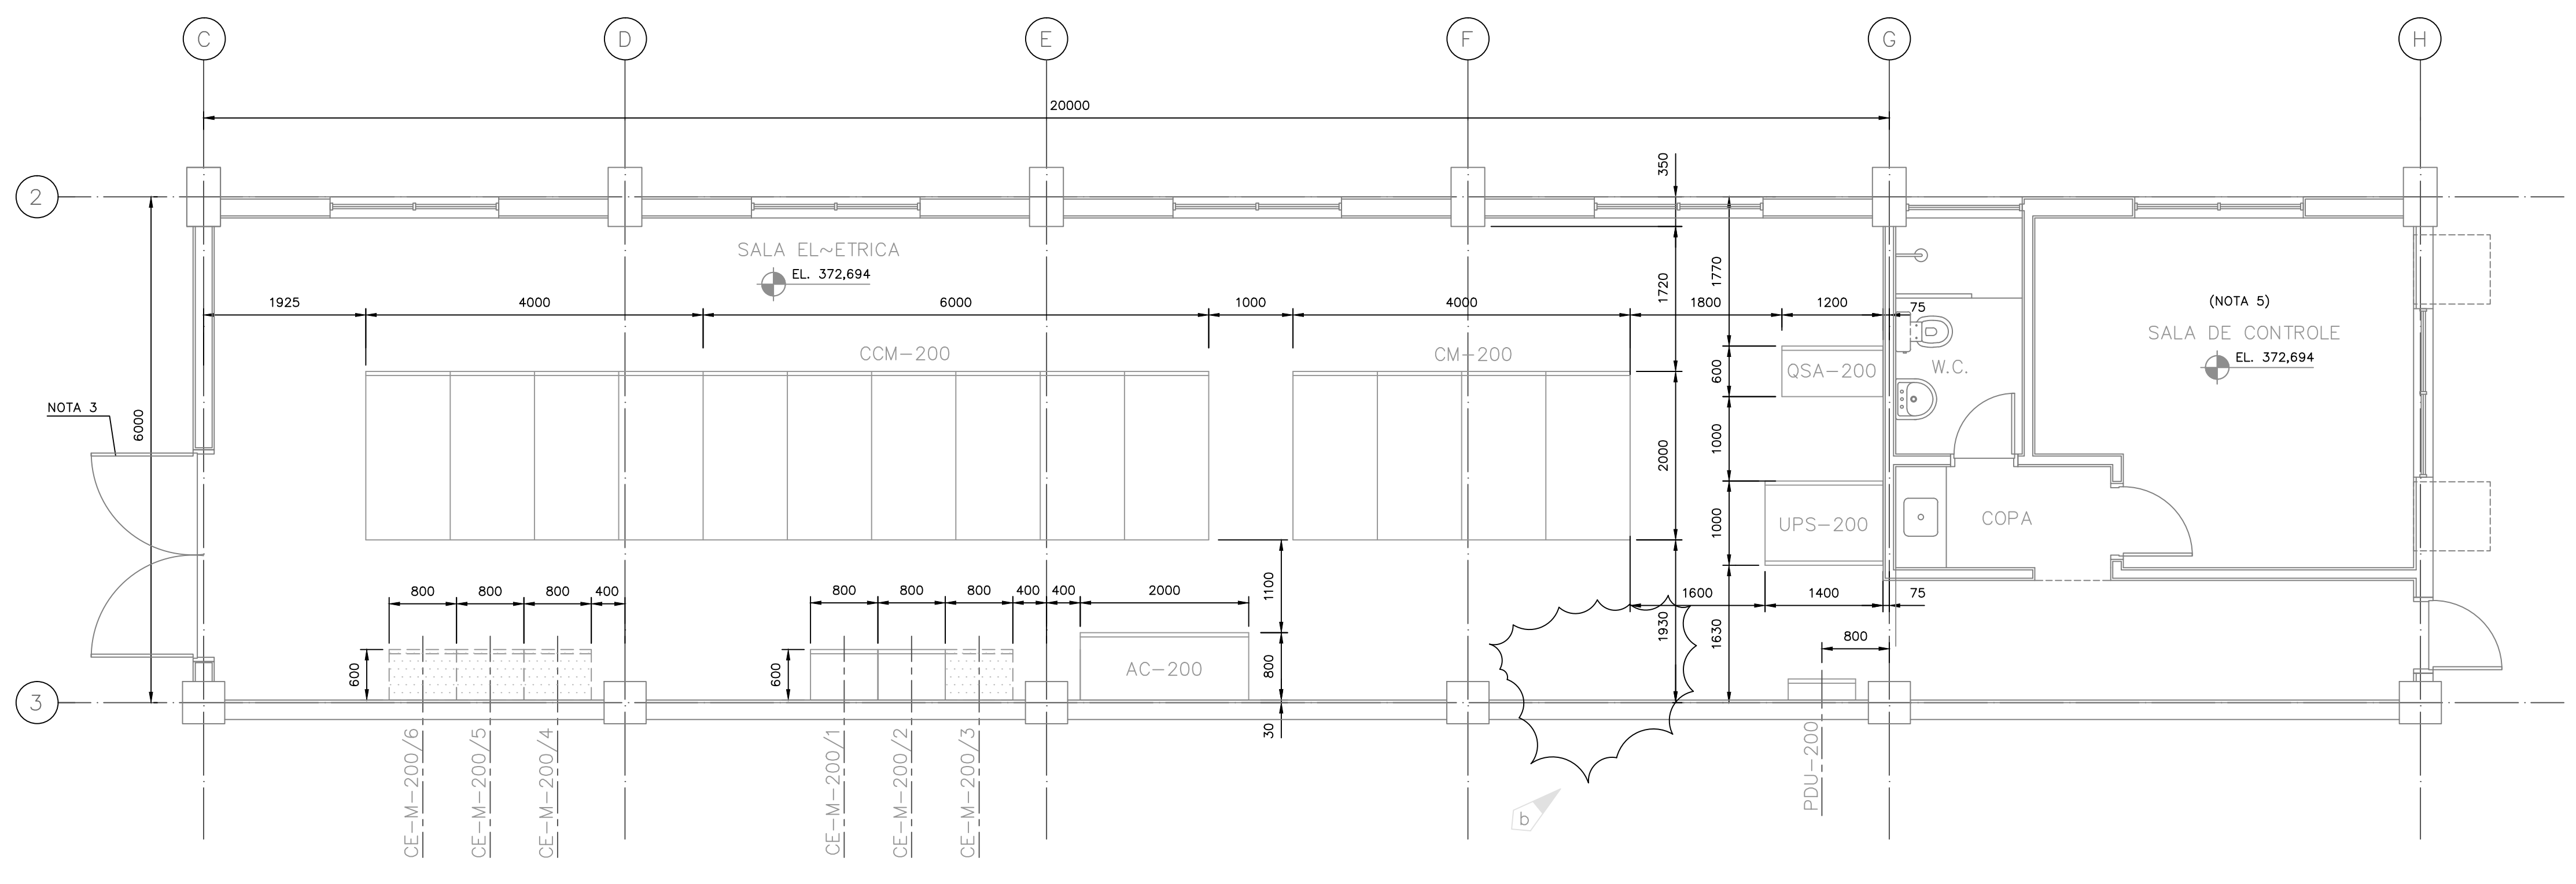 C D E F G H
20000
350
2
SALA EL~ETRICA
EL. 372,694
1770
1720
(NOTA 5)
1925 4000 6000 1000 4000 1800 1200 75
SALA DE CONTROLE
EL. 372,694
CCM-200 CM-200
600
QSA-200
W.C.
NOTA 3
6000
1000
2000
1000
UPS-200
COPA
800 800 800 400
800 800 800 400 400 2000
1100
1600 1400 75
1930
1630
800
600
600
AC-200
800
3
30
CE-M-200/6
CE-M-200/5
CE-M-200/4
CE-M-200/1
CE-M-200/2
CE-M-200/3
PDU-200
b